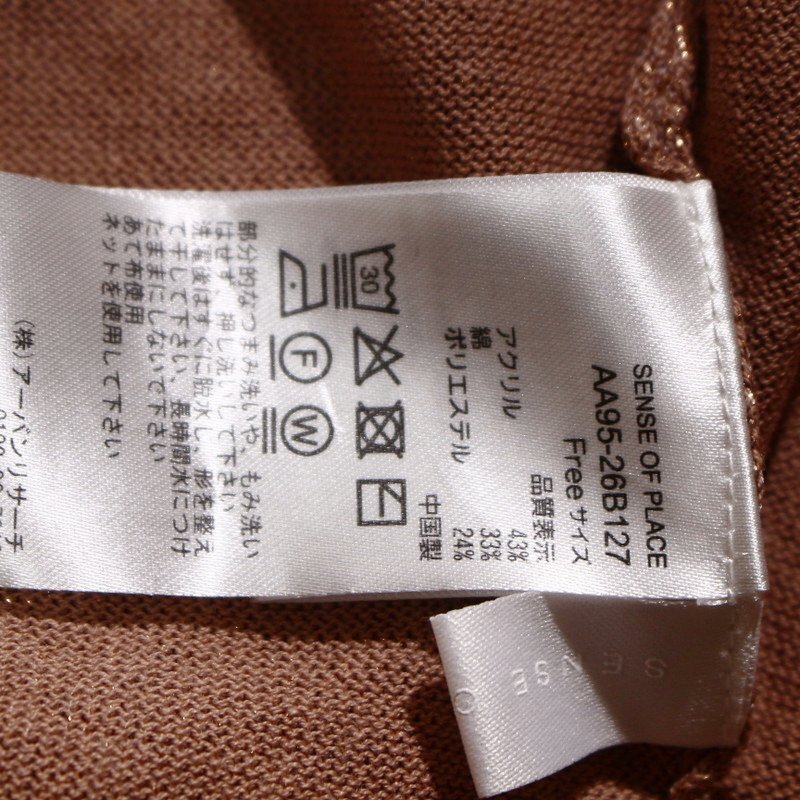 SENSE OF PLACE
AA95-26B127
Free サイズ
品質表示
アクリル 43%
綿 33%
ポリエステル 24%
中国製
30
F
W
部分的なつまみ洗いや、もみ洗い
はせず、押し洗いして下さい
洗濯後はすぐに脱水し、形を整え
て干して下さい、長時間水につけ
たままにしないで下さい
あて布使用
ネットを使用して下さい
(株)アーバンリサーチ
SENSE O